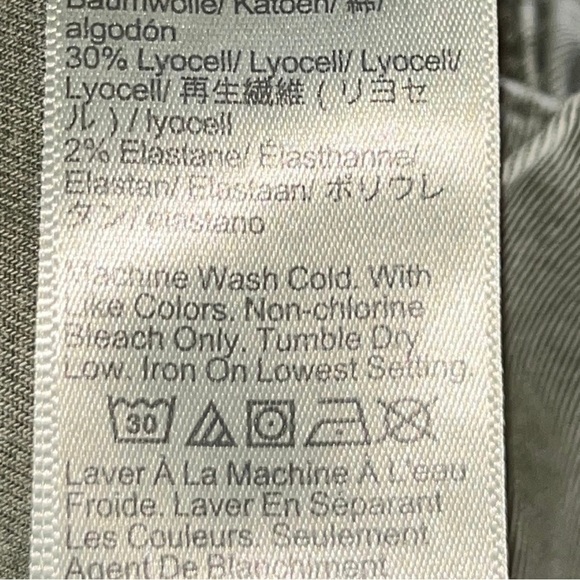 Baumwolle/ Katoen/ 綿/
algodón
30% Lyocell/ Lyocell/ Lyocell/
Lyocell/ 再生繊維 ( リヨセ
ル ) / lyocell
2% Elastane/ Élasthanne/
Elastan/ Elastaan/ ポリウレ
タン/ elastano
Machine Wash Cold. With
Like Colors. Non-chlorine
Bleach Only. Tumble Dry
Low. Iron On Lowest Setting.
30
Laver À La Machine À L'eau
Froide. Laver En Séparant
Les Couleurs. Seulement
Agent De Blanchiment